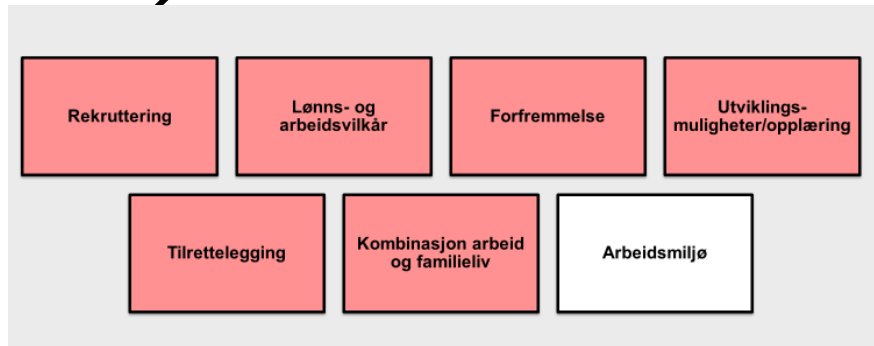 Rekruttering
Lønns- og
arbeidsvilkår
Forfremmelse
Utviklings-
muligheter/opplæring
Tilrettelegging
Kombinasjon arbeid
og familieliv
Arbeidsmiljø